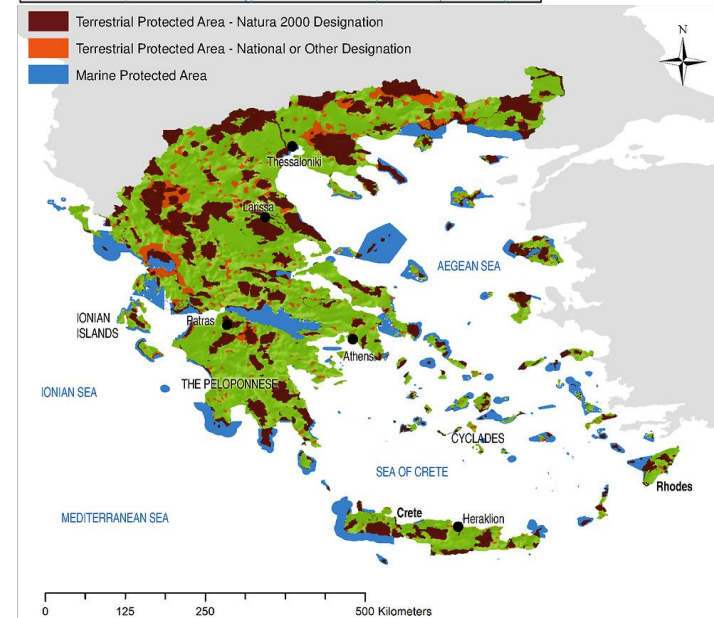 Terrestrial Protected Area - Natura 2000 Designation
Terrestrial Protected Area - National or Other Designation
Marine Protected Area
N
Thessaloniki
Larissa
AEGEAN SEA
IONIAN
ISLANDS
Patras
Athens
THE PELOPONNESE
IONIAN SEA
CYCLADES
SEA OF CRETE
Rhodes
MEDITERRANEAN SEA
Crete
Heraklion
0 125 250 500 Kilometers